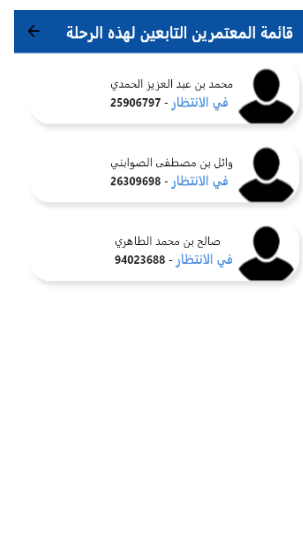 قائمة المعتمرين التابعين لهذه الرحلة
محمد بن عبد العزيز الحمدي
في الانتظار - 25906797
وائل بن مصطفى الصوايني
في الانتظار - 26309698
صالح بن محمد الطاهري
في الانتظار - 94023688